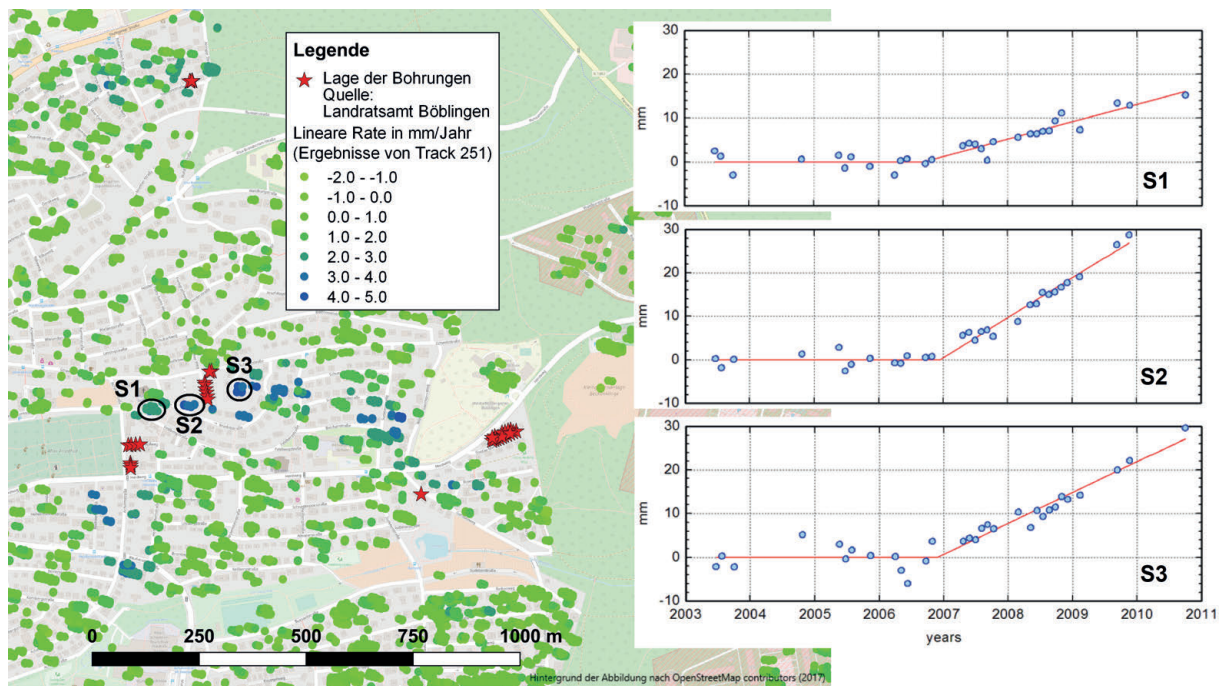 Legende
Lage der Bohrungen
Quelle:
Landratsamt Böblingen
Lineare Rate in mm/Jahr
(Ergebnisse von Track 251)
-2.0 - -1.0
-1.0 - 0.0
0.0 - 1.0
1.0 - 2.0
2.0 - 3.0
3.0 - 4.0
4.0 - 5.0
S1
S2
S3
0 250 500 1000 m
Hintergrund der Abbildung nach OpenStreetMap contributors (2017)
30
20
10
0
-10
mm
S1
30
20
10
0
-10
mm
S2
30
20
10
0
-10
mm
S3
2003 2004 2005 2006 2007 2008 2009 2010 2011
years